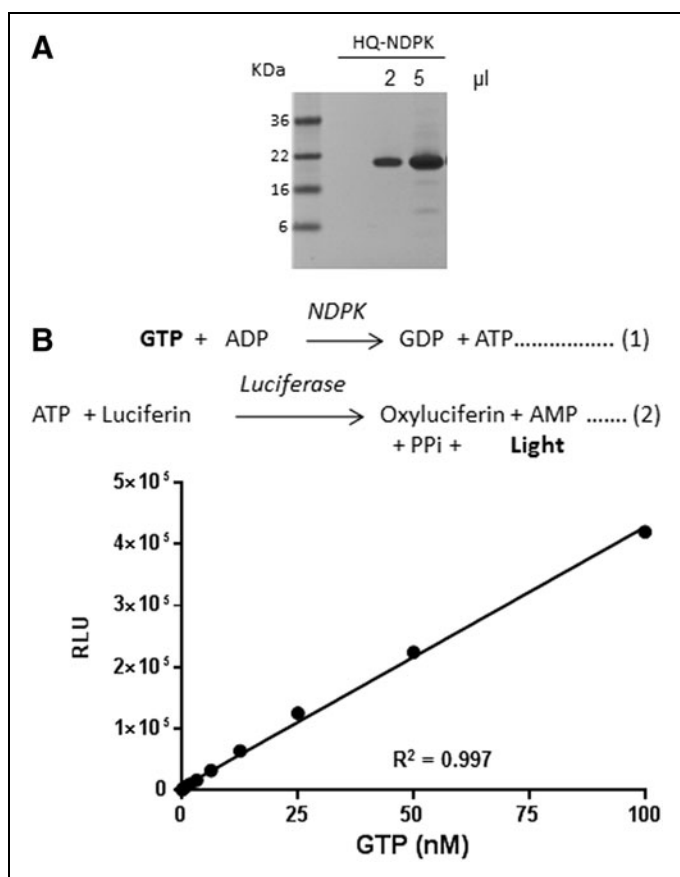 A
HQ-NDPK
KDa 2 5 µl
36
22
16
6
B
NDPK
GTP + ADP GDP + ATP................. (1)
Luciferase
ATP + Luciferin Oxyluciferin + AMP ....... (2)
+ PPi + Light
5× 10 5
4× 10 5
3× 10 5
2× 10 5
1× 10 5
0
RLU
R2 = 0.997
0 25 50 75 100
GTP (nM)